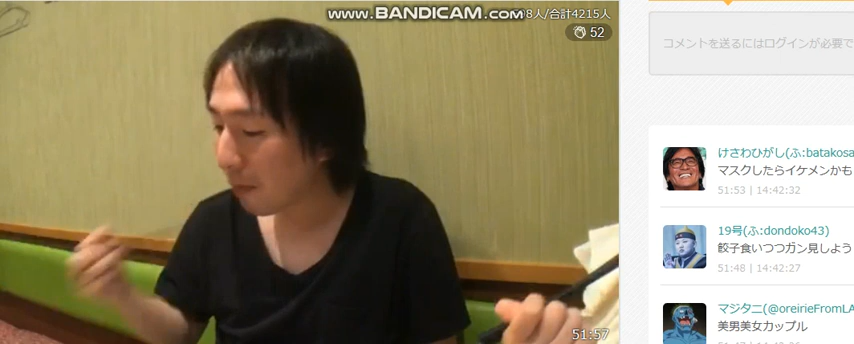 www.BANDICAM.com
8人/合計4215人
52
51:57
コメントを送るにはログインが必要で
けさわひがし(ふ:batakosa
マスクしたらイケメンかも
51:53 | 14:42:32
19号(ふ:dondoko43)
餃子食いつつガン見しよう
51:48 | 14:42:27
マジタニ(@oreirieFromLA
美男美女カップル